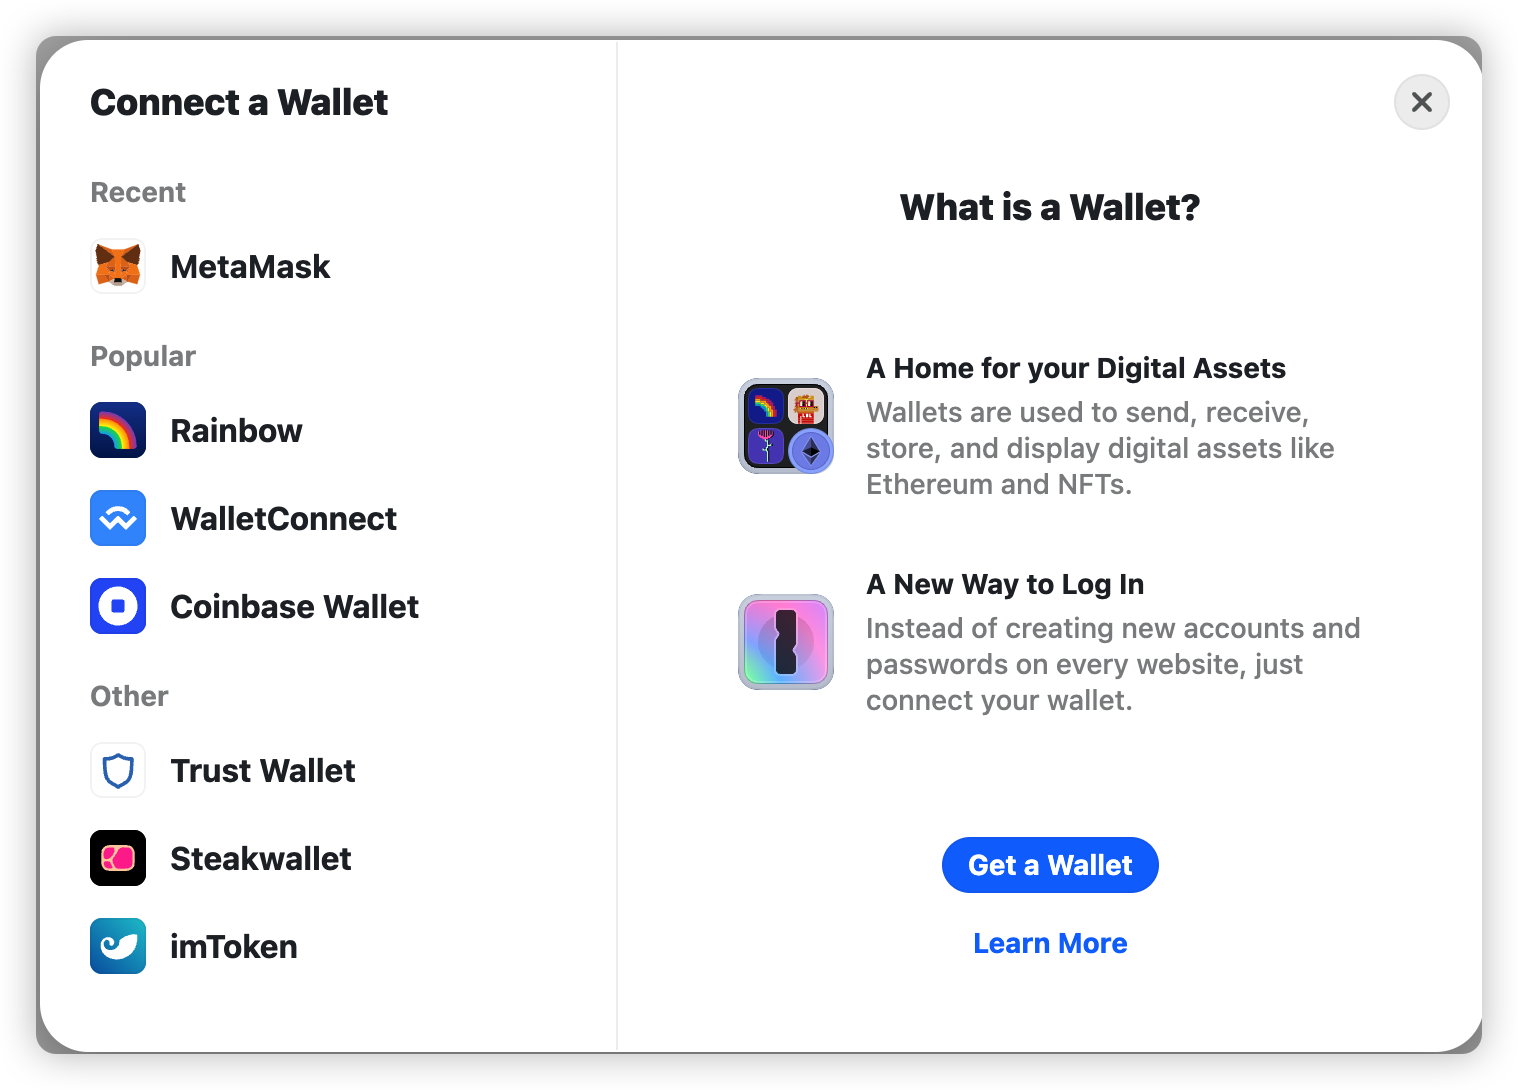 Connect a Wallet
Recent
MetaMask
Popular
Rainbow
WalletConnect
Coinbase Wallet
Other
Trust Wallet
Steakwallet
imToken
What is a Wallet?
A Home for your Digital Assets
Wallets are used to send, receive,
store, and display digital assets like
Ethereum and NFTs.
A New Way to Log In
Instead of creating new accounts and
passwords on every website, just
connect your wallet.
Get a Wallet
Learn More